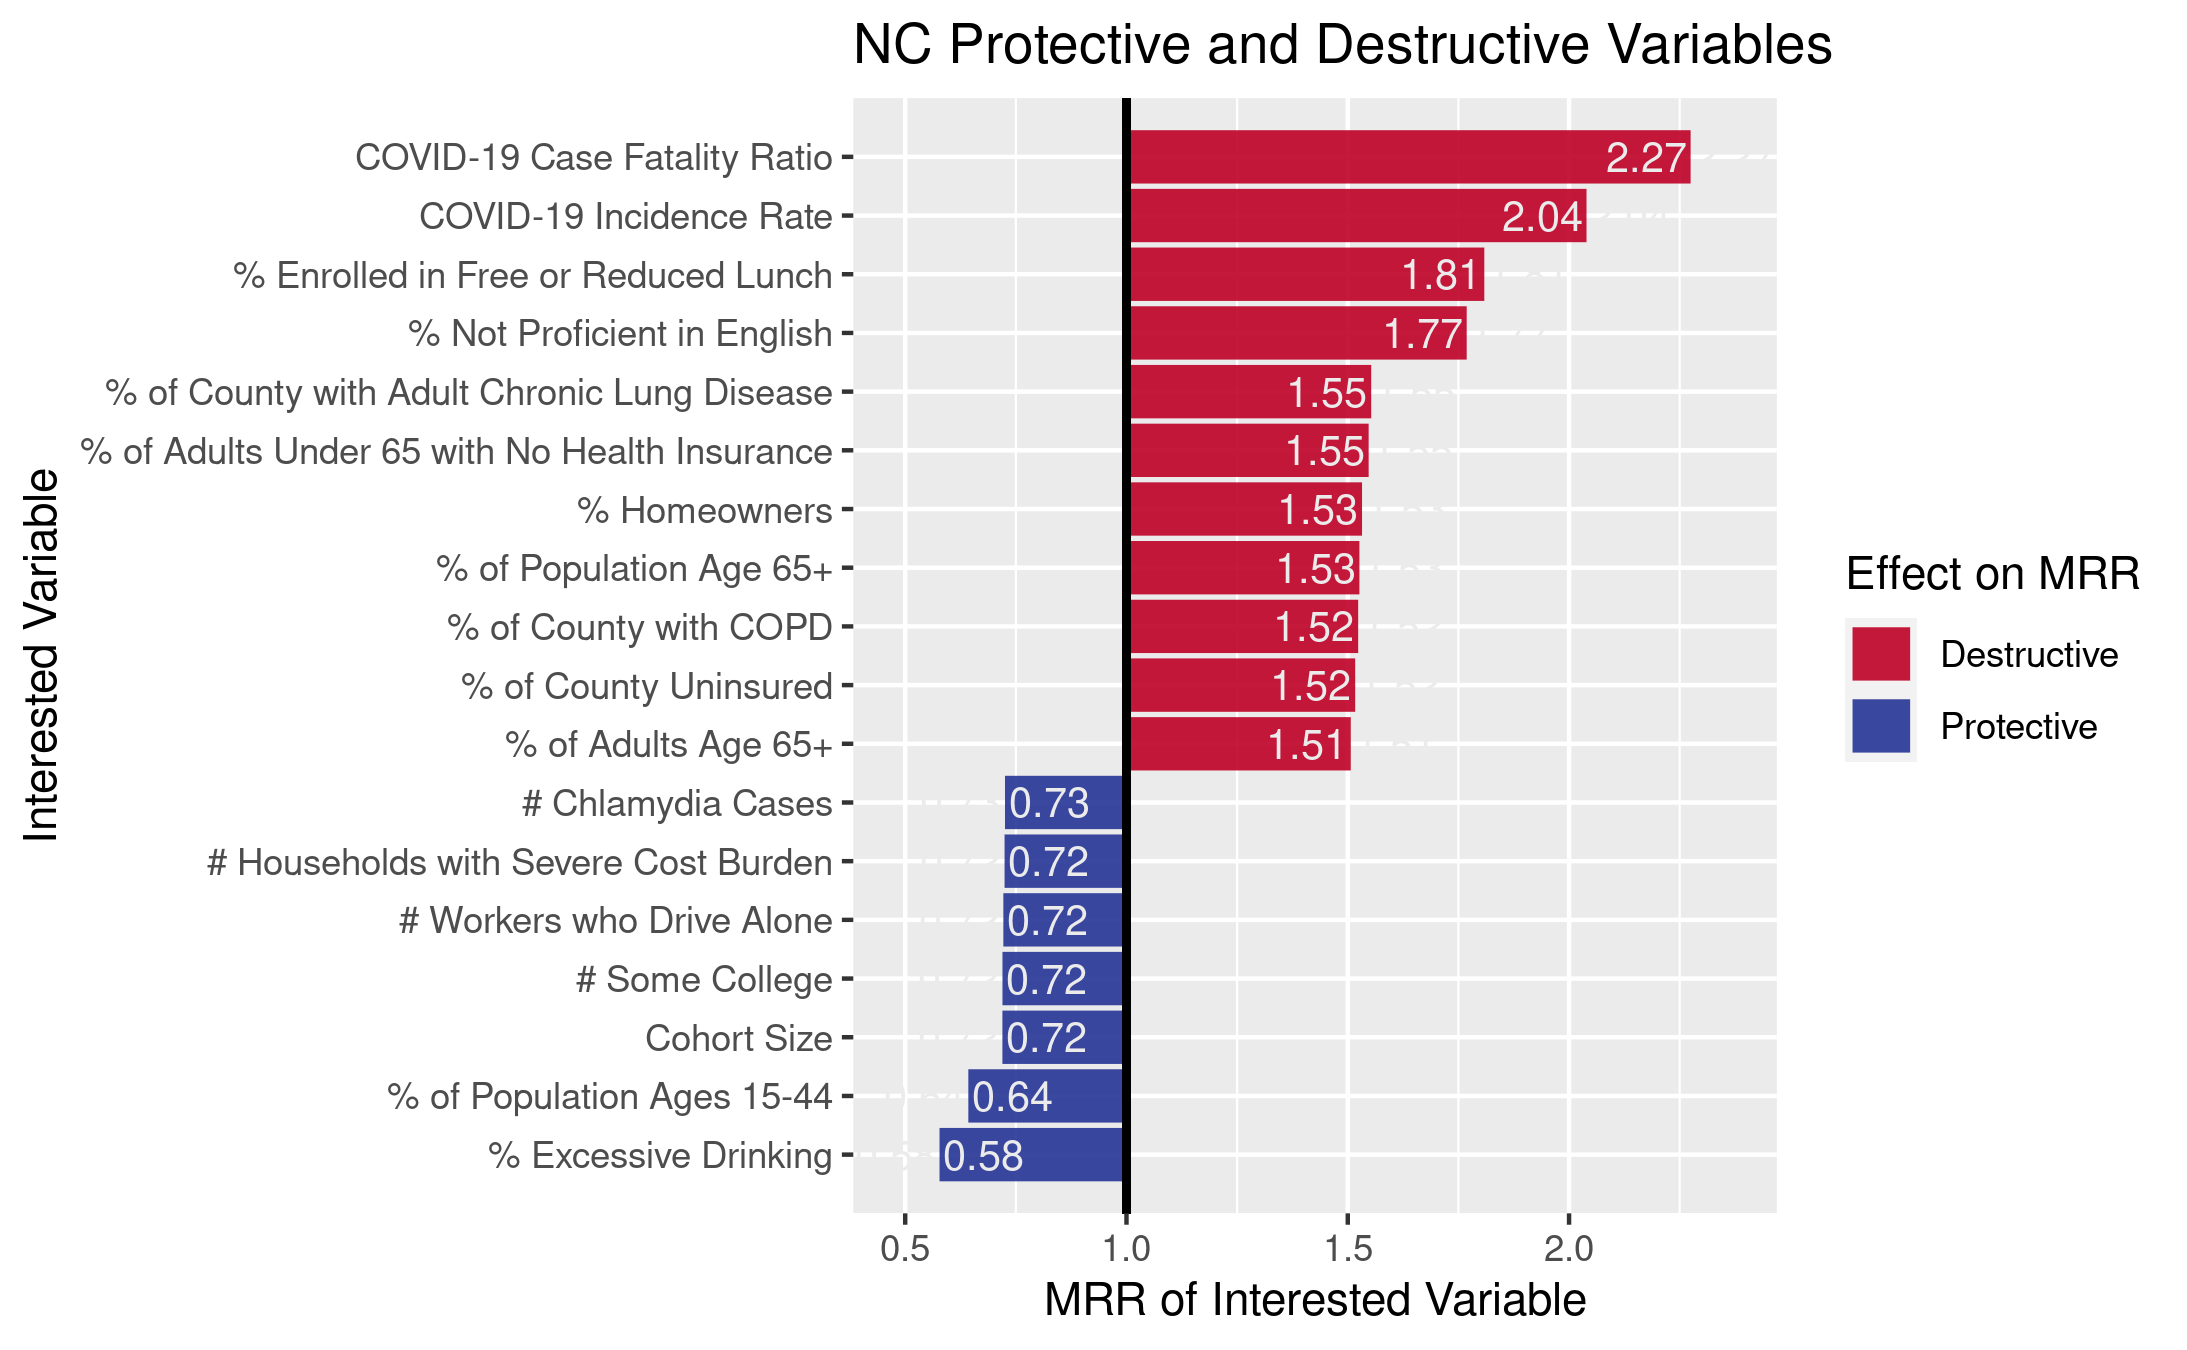 NC Protective and Destructive Variables
COVID-19 Case Fatality Ratio 2.27
COVID-19 Incidence Rate 2.04
% Enrolled in Free or Reduced Lunch 1.81
% Not Proficient in English 1.77
% of County with Adult Chronic Lung Disease 1.55
% of Adults Under 65 with No Health Insurance 1.55
% Homeowners 1.53
% of Population Age 65+ 1.53
% of County with COPD 1.52
% of County Uninsured 1.52
% of Adults Age 65+ 1.51
# Chlamydia Cases 0.73
# Households with Severe Cost Burden 0.72
# Workers who Drive Alone 0.72
# Some College 0.72
Cohort Size 0.72
% of Population Ages 15-44 0.64
% Excessive Drinking 0.58
0.5 1.0 1.5 2.0
MRR of Interested Variable
Interested Variable
Effect on MRR
Destructive
Protective